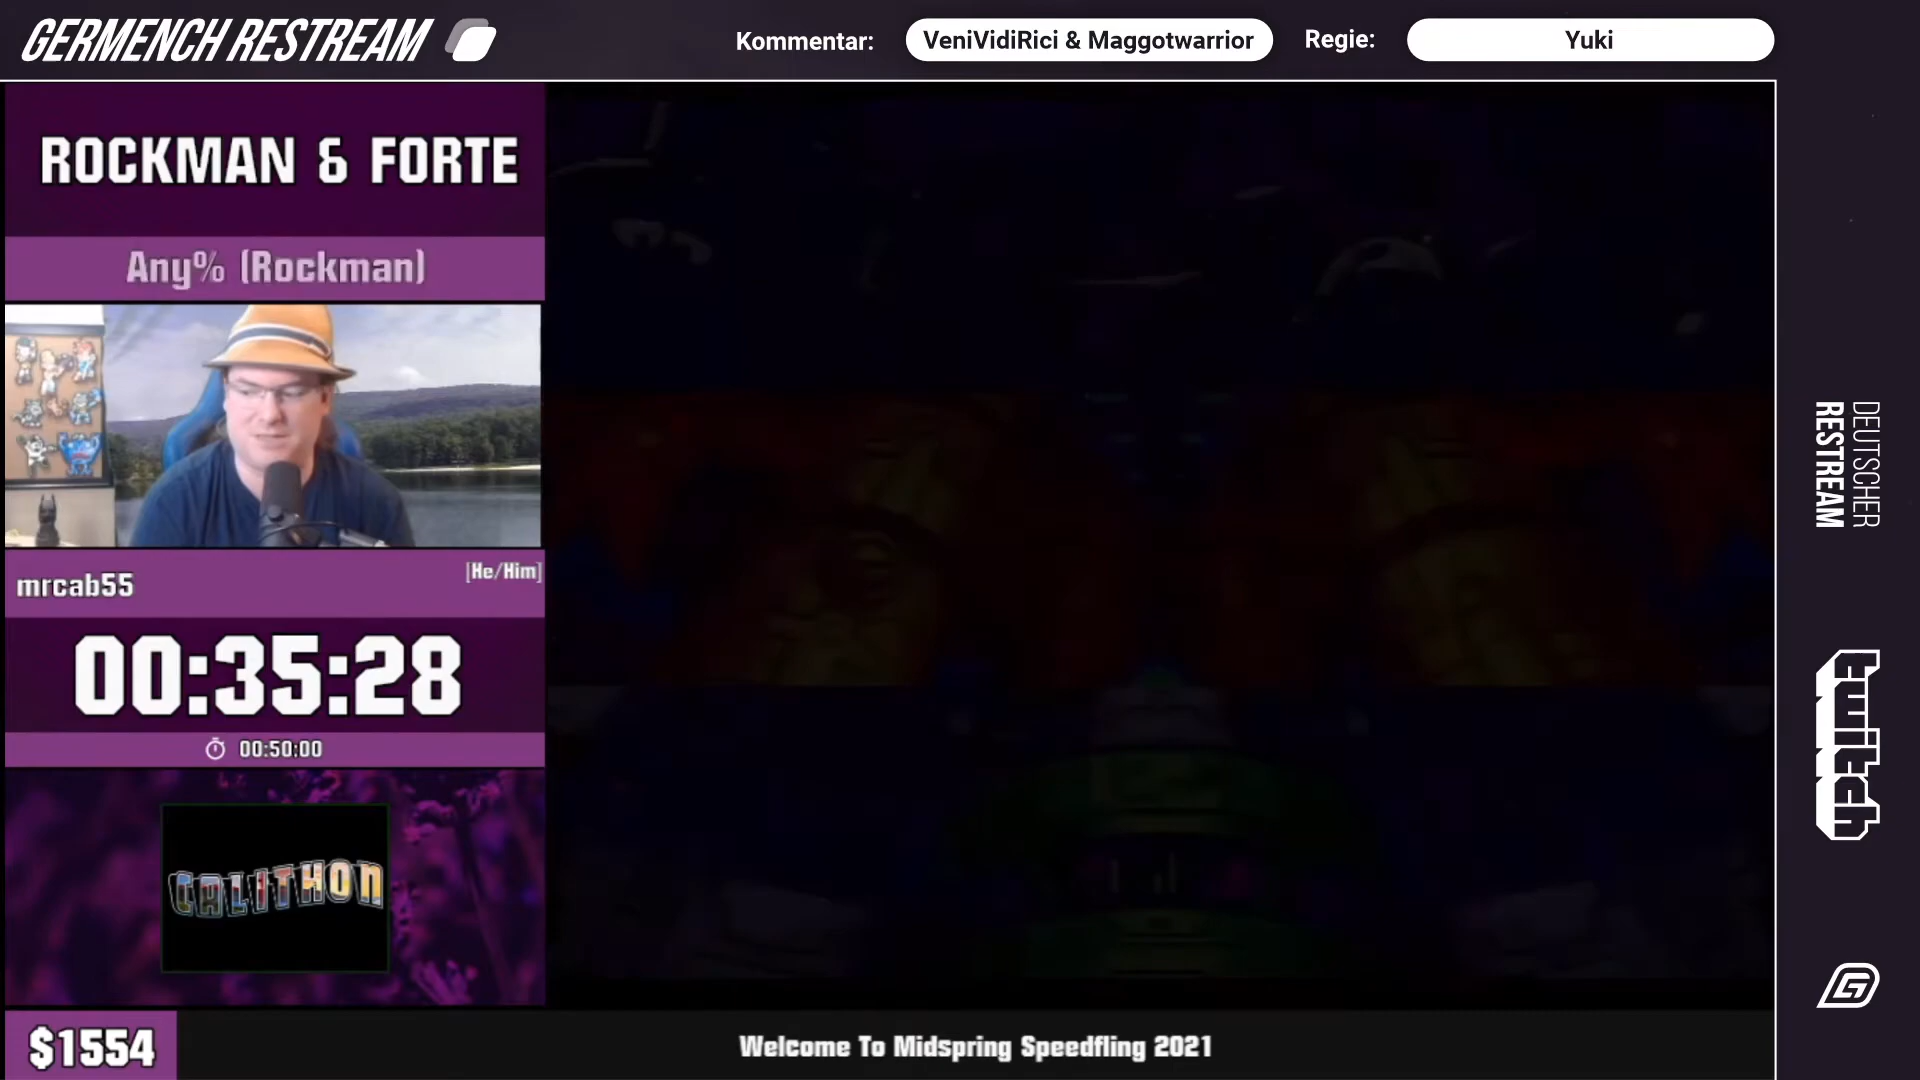 GERMENCH RESTREAM
Kommentar:
VeniVidiRici & Maggotwarrior
Regie:
Yuki
ROCKMAN & FORTE
Any% (Rockman)
mrcab55
[He/Him]
00:35:28
00:50:00
CALITHON
$1554
Welcome To Midspring Speedfling 2021
DEUTSCHER
RESTREAM
twitch